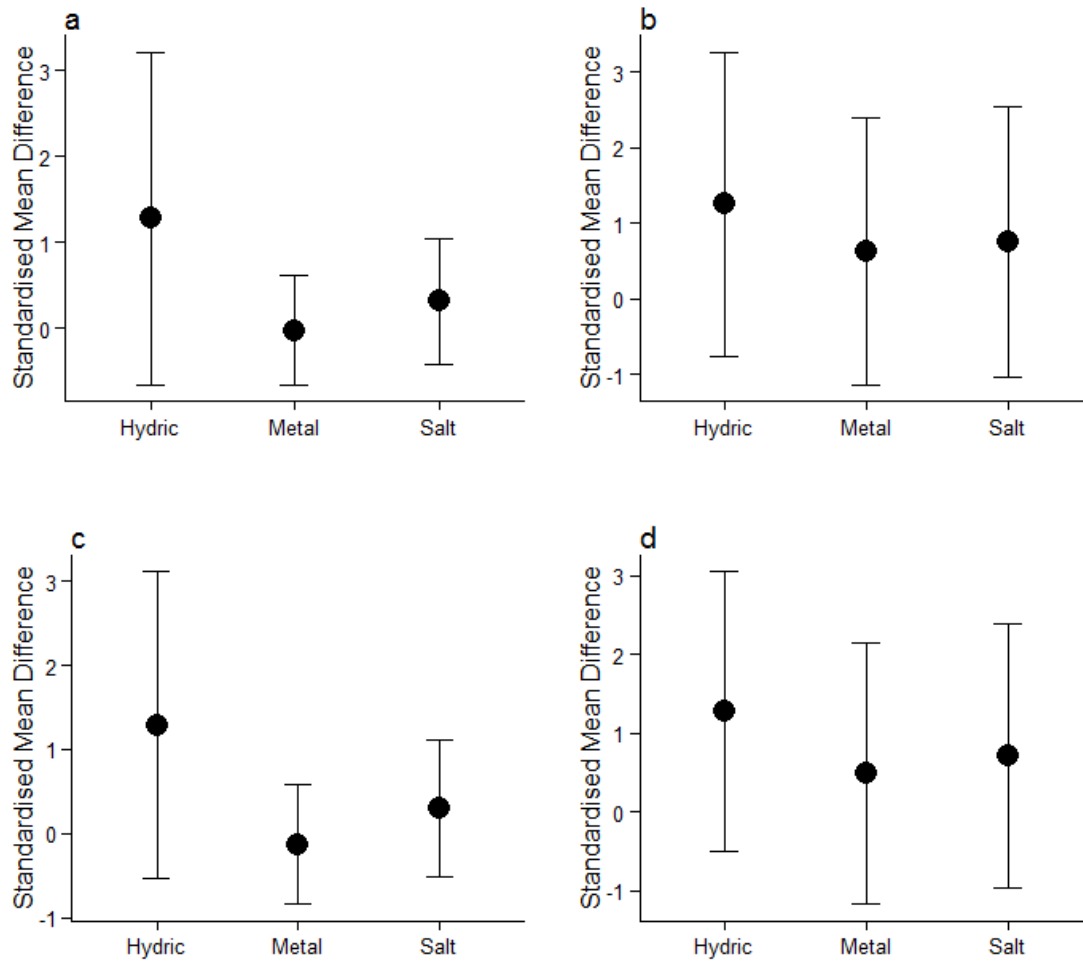 a
Standardised Mean Difference
3
2
1
0
Hydric Metal Salt
b
Standardised Mean Difference
3
2
1
0
-1
Hydric Metal Salt
c
Standardised Mean Difference
3
2
1
0
-1
Hydric Metal Salt
d
Standardised Mean Difference
3
2
1
0
-1
Hydric Metal Salt